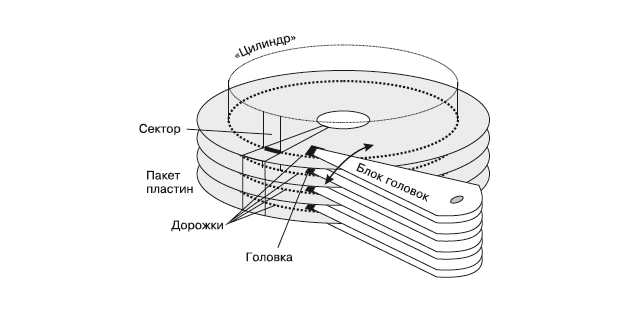 «Цилиндр»
Сектор
Пакет
пластин
Блок головок
Дорожки
Головка